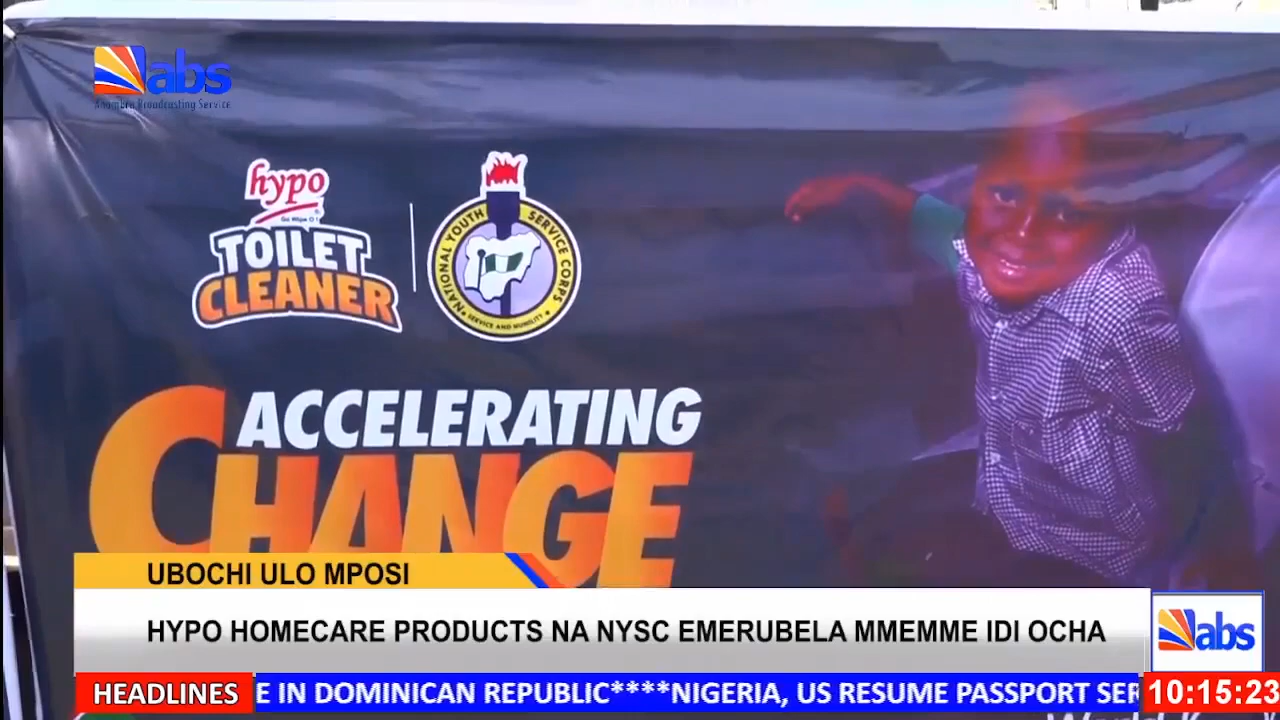 abs
Anambra Broadcasting Service
hypo
Go Wipe O!
TOILET
CLEANER
NATIONAL YOUTH SERVICE CORPS
SERVICE AND HUMILITY
ACCELERATING
CHANGE
UBOCHI ULO MPOSI
HYPO HOMECARE PRODUCTS NA NYSC EMERUBELA MMEMME IDI OCHA
abs
HEADLINES
E IN DOMINICAN REPUBLIC****NIGERIA, US RESUME PASSPORT SER
10:15:23